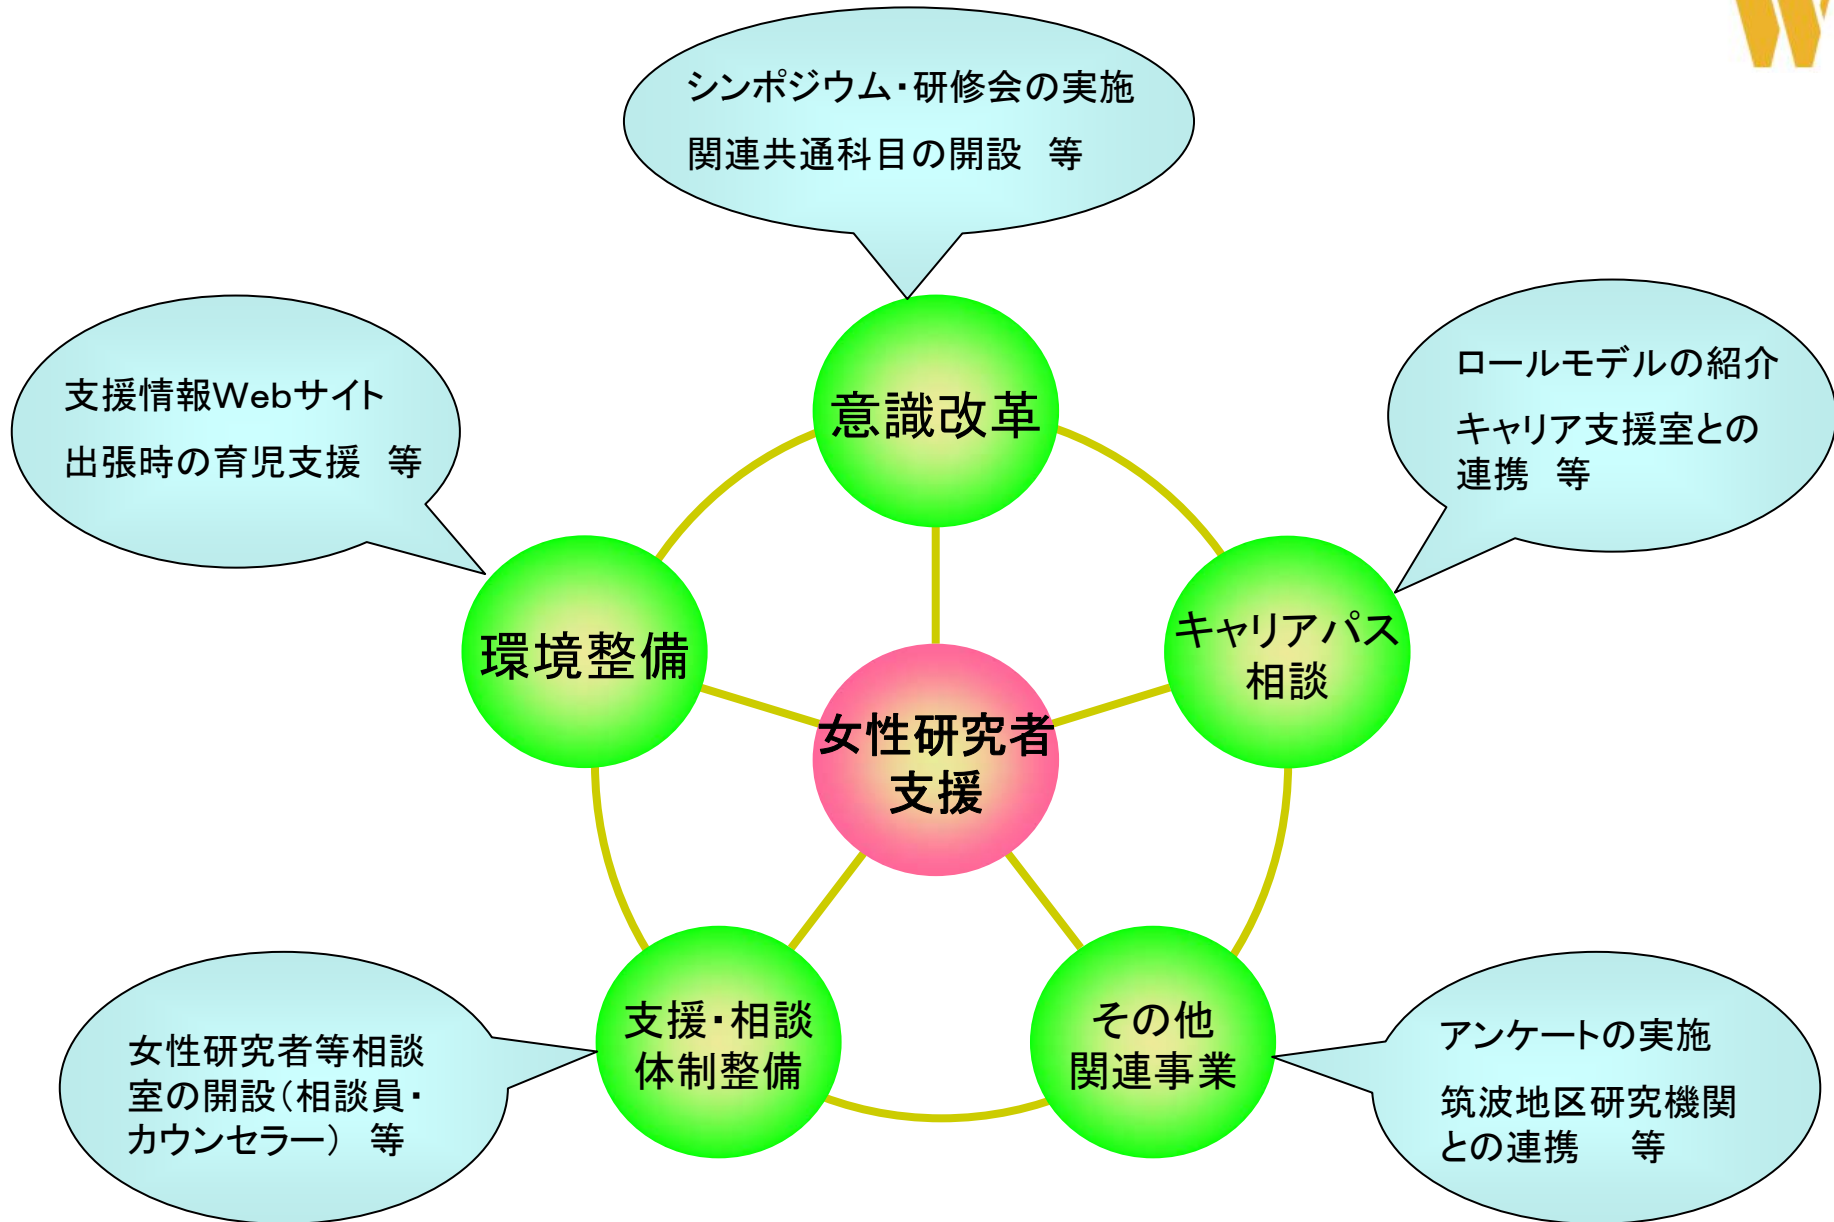 シンポジウム・研修会の実施
関連共通科目の開設　等
支援情報Webサイト
出張時の育児支援　等
ロールモデルの紹介
キャリア支援室との
連携　等
意識改革
環境整備
キャリアパス
相談
女性研究者
支援
支援・相談
体制整備
その他
関連事業
女性研究者等相談
室の開設（相談員・
カウンセラー）　等
アンケートの実施
筑波地区研究機関
との連携　　等